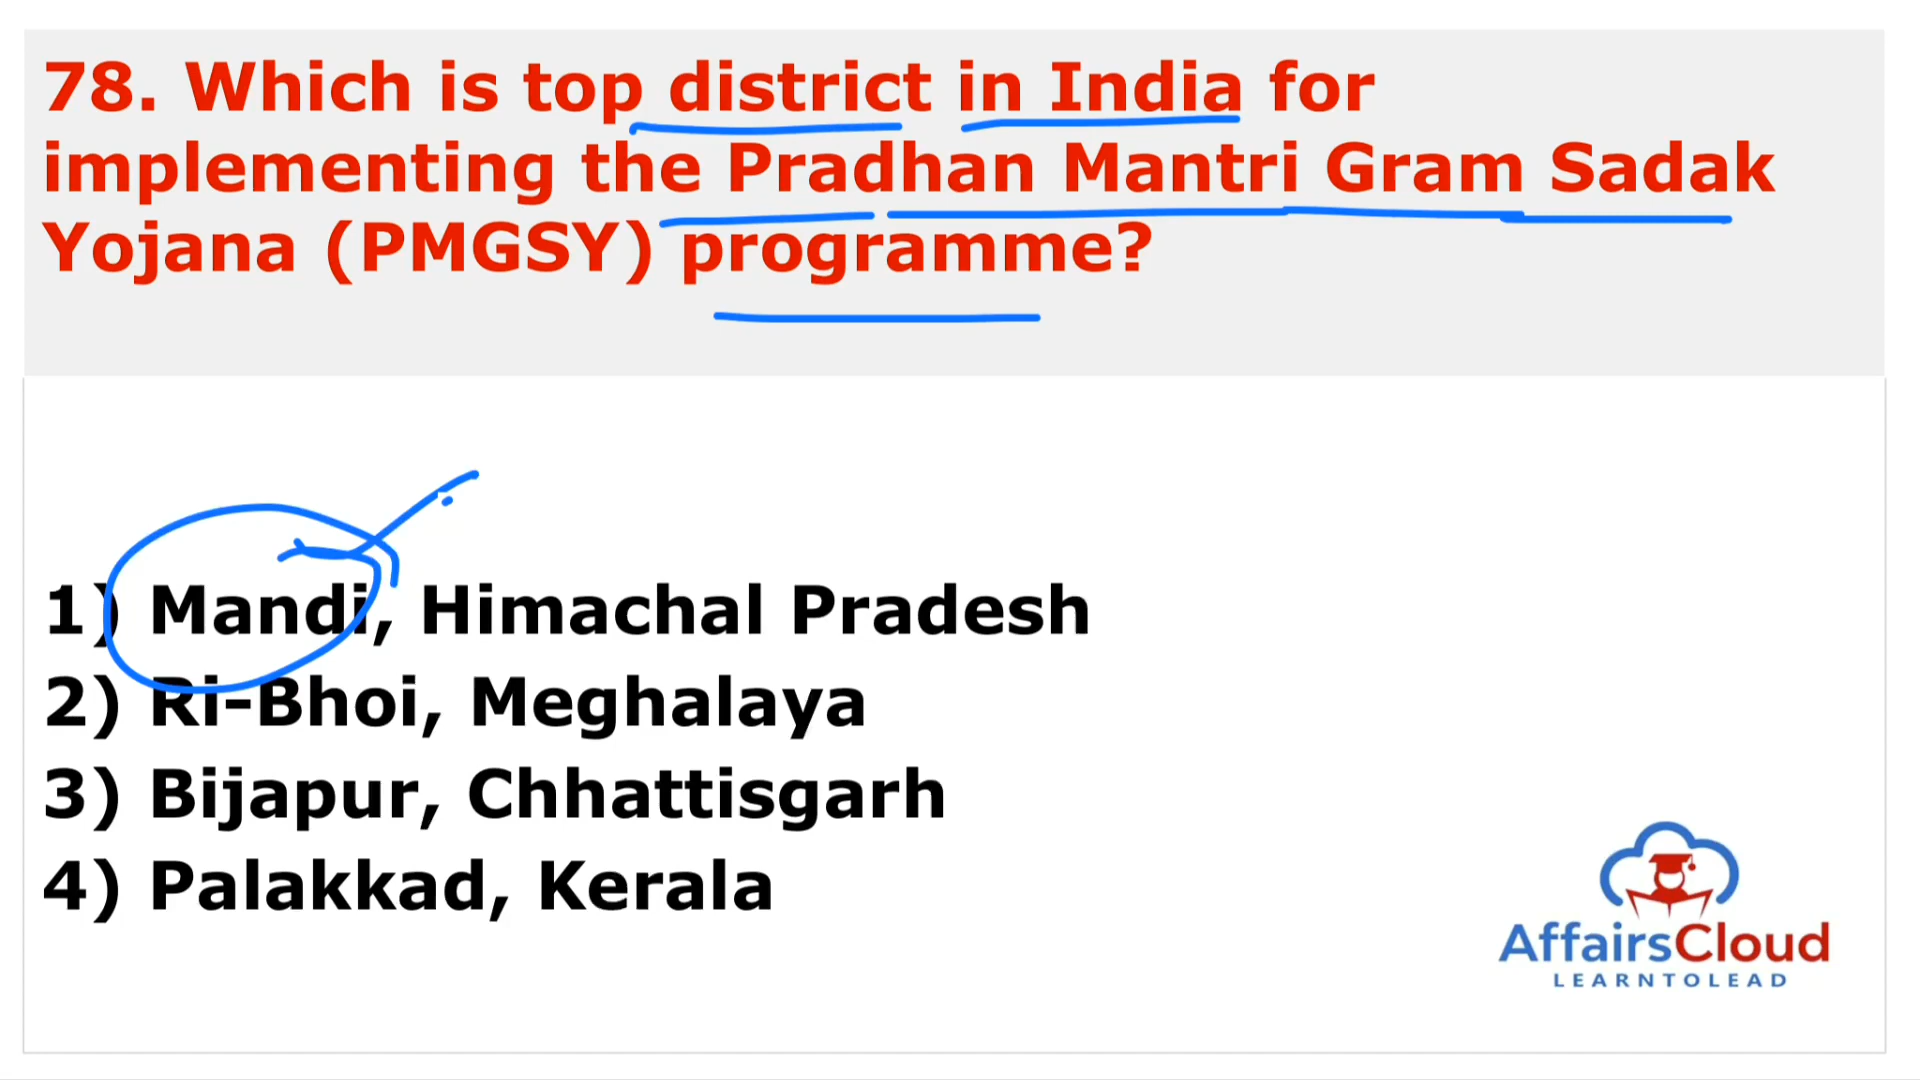 78. Which is top district in India for
implementing the Pradhan Mantri Gram Sadak
Yojana (PMGSY) programme?
1) Mandi, Himachal Pradesh
2) Ri-Bhoi, Meghalaya
3) Bijapur, Chhattisgarh
4) Palakkad, Kerala
AffairsCloud
LEARNTOLEAD